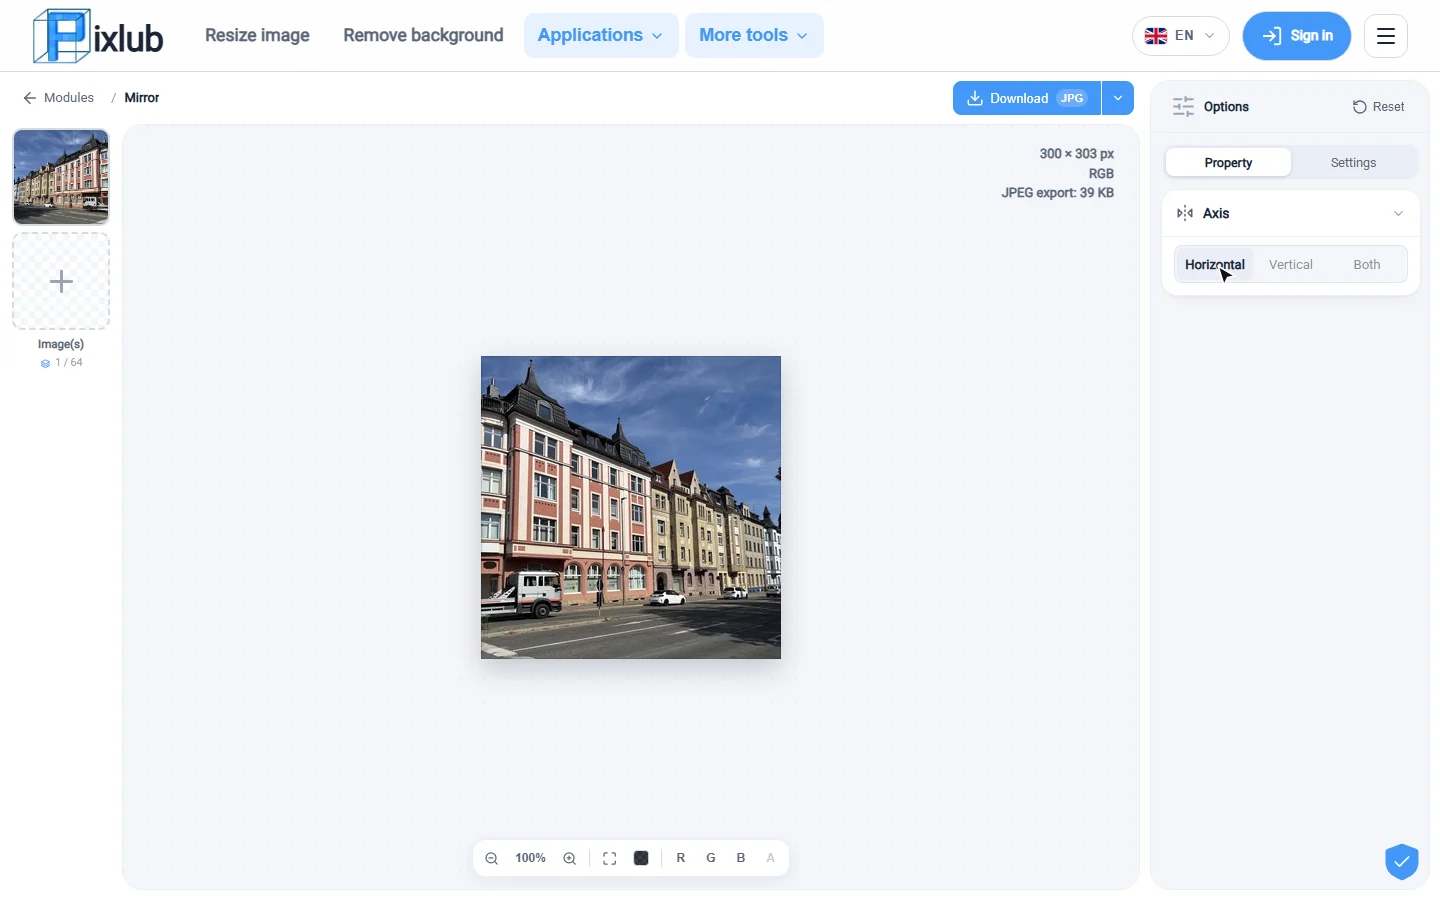 Pixlub
Resize image
Remove background
Applications
More tools
EN
Sign in
Modules / Mirror
Download JPG
Options
Reset
300 × 303 px
RGB
JPEG export: 39 KB
Property
Settings
Axis
Horizontal
Vertical
Both
Image(s)
1 / 64
100%
R
G
B
A